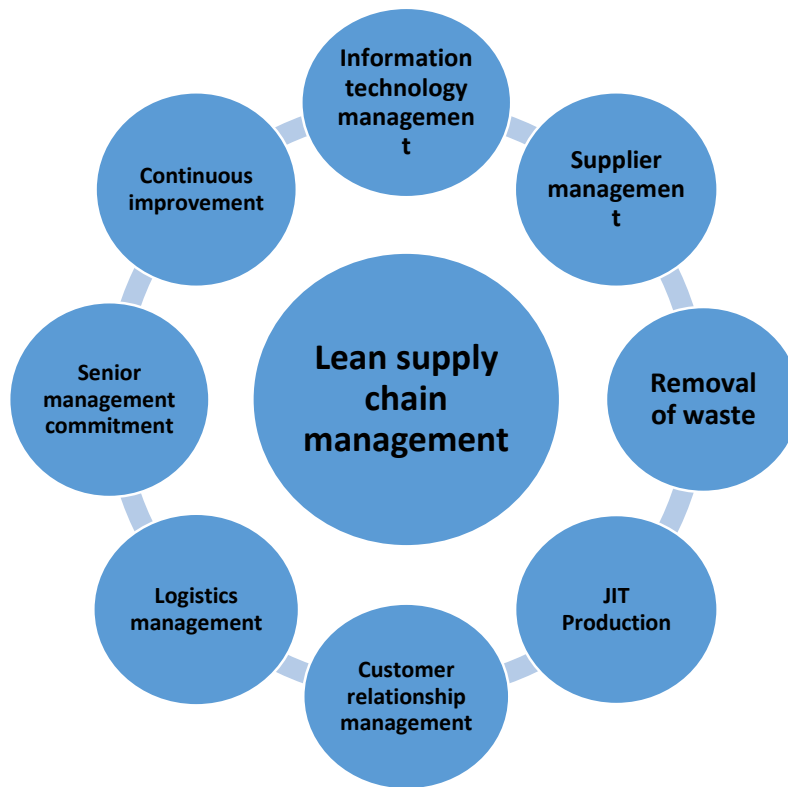 Information
technology
managemen
t
Supplier
managemen
t
Removal
of waste
JIT
Production
Customer
relationship
management
Logistics
management
Senior
management
commitment
Continuous
improvement
Lean supply
chain
management